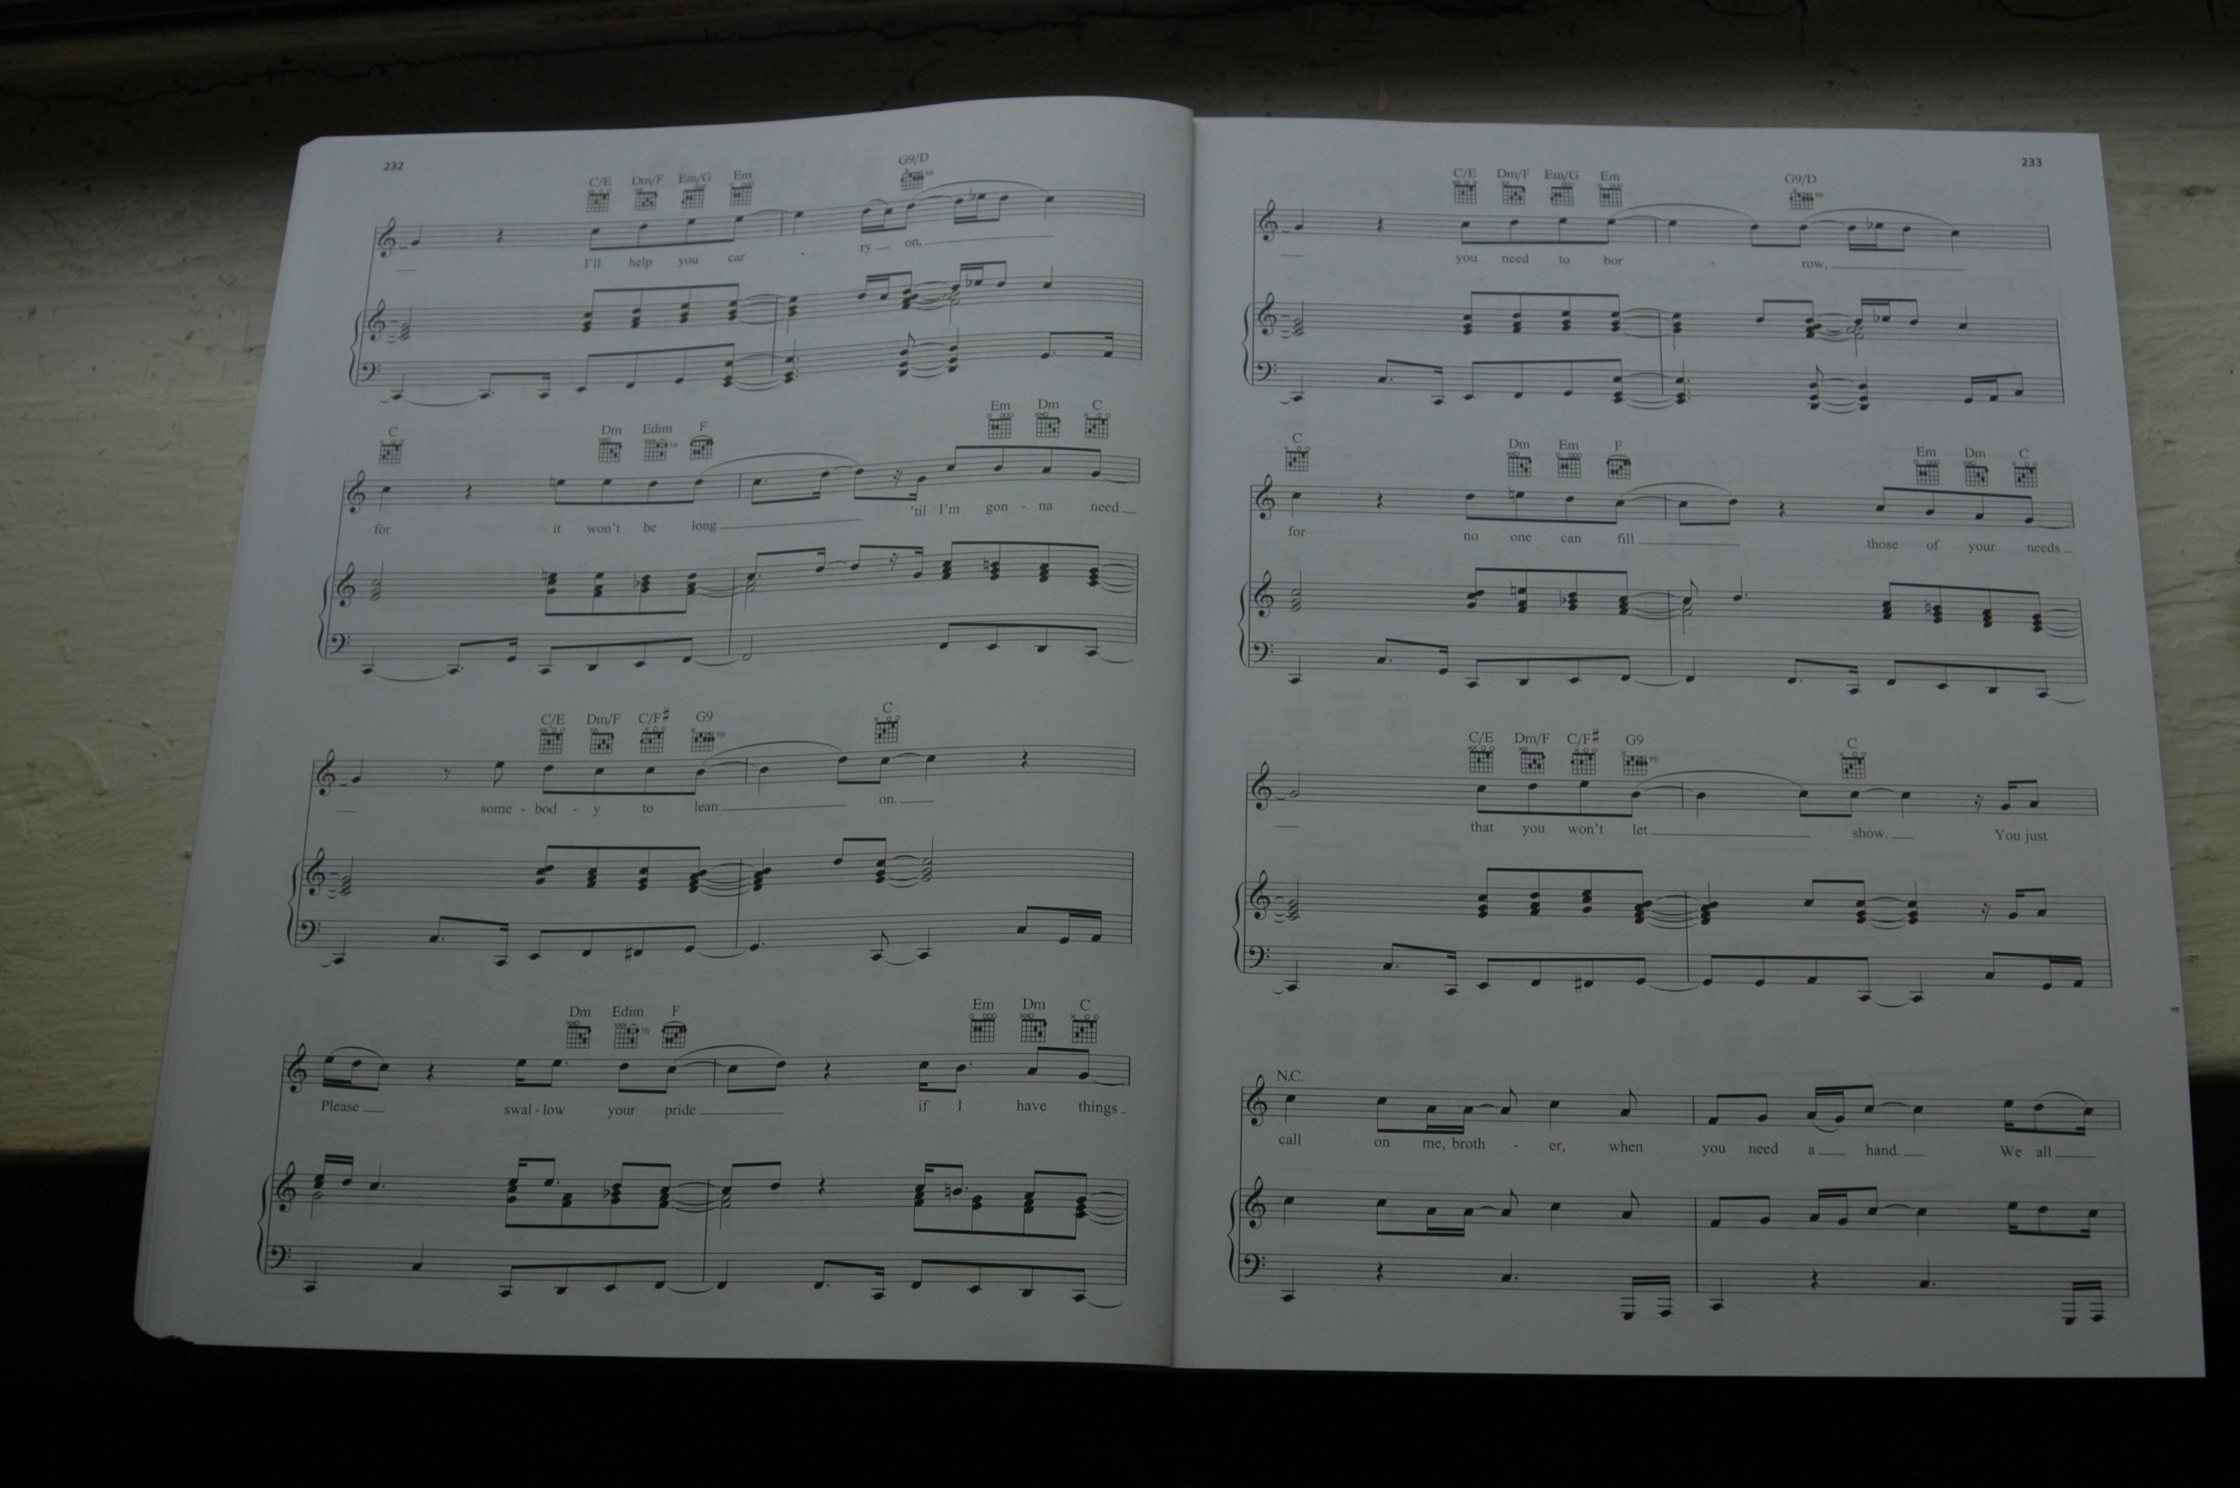 232
C/E Dm/F Em/G Em G9/D
I'll help you car - ry on,
C Dm Edim F Em Dm C
for it won't be long 'til I'm gon - na need
C/E Dm/F C/F♯ G9 C
some - bod - y to lean on.
Dm Edim F Em Dm C
Please swal - low your pride if I have things
233
C/E Dm/F Em/G Em G9/D
you need to bor - row,
C Dm Em F Em Dm C
for no one can fill those of your needs
C/E Dm/F C/F♯ G9 C
that you won't let show. You just
N.C.
call on me, broth - er, when you need a hand. We all